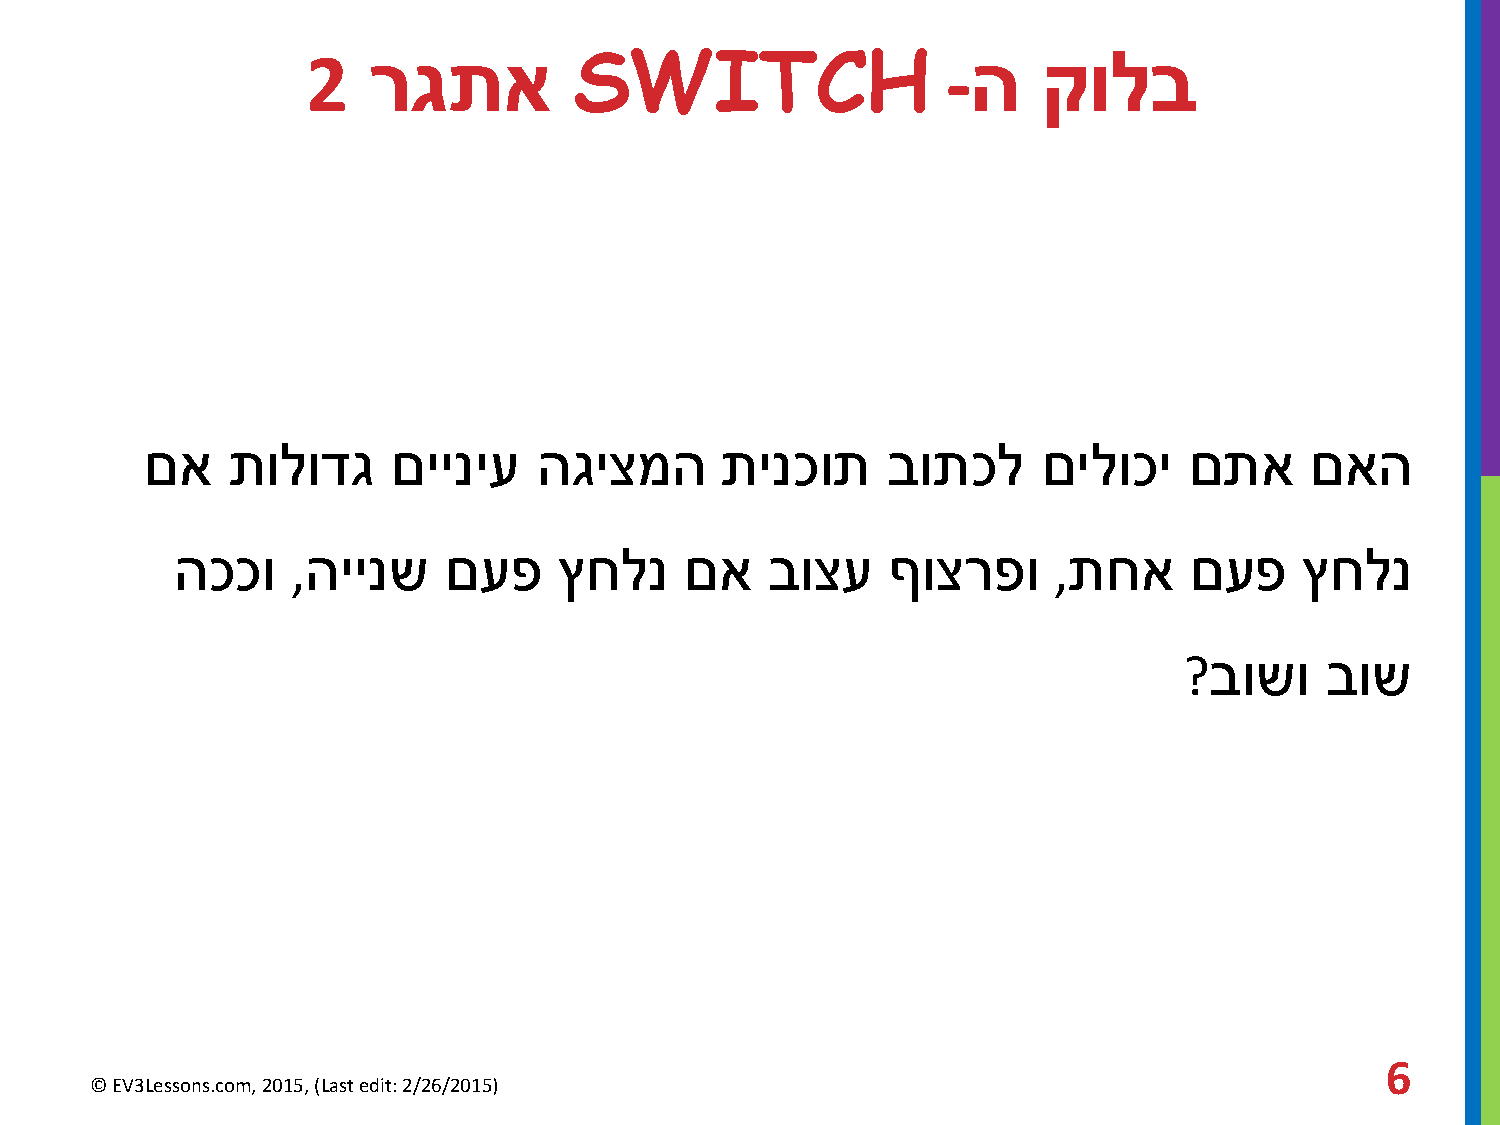 בלוק ה- SWITCH אתגר 2
האם אתם יכולים לכתוב תוכנית המציגה עיניים גדולות אם
נלחץ פעם אחת, ופרצוף עצוב אם נלחץ פעם שנייה, וככה
שוב ושוב?
© EV3Lessons.com, 2015, (Last edit: 2/26/2015)
6